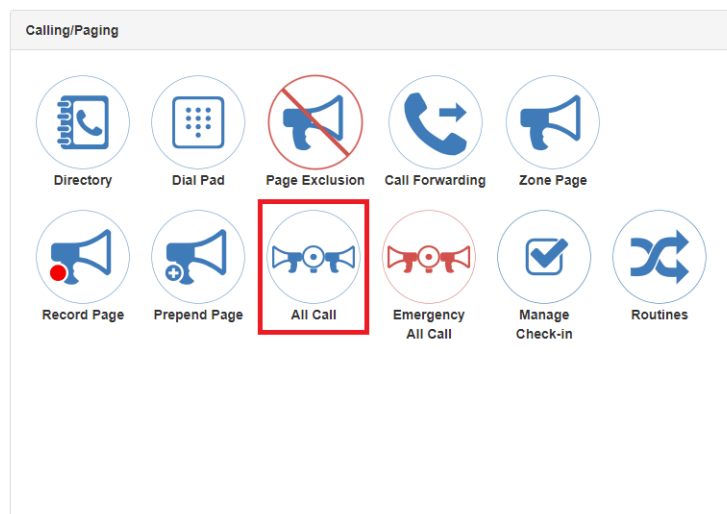 Calling/Paging
Directory
Dial Pad
Page Exclusion
Call Forwarding
Zone Page
Record Page
Prepend Page
All Call
Emergency
All Call
Manage
Check-in
Routines